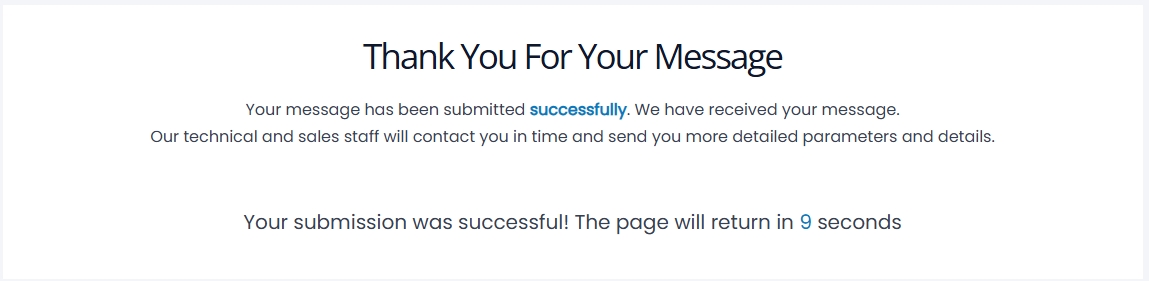 Thank You For Your Message
Your message has been submitted successfully. We have received your message.
Our technical and sales staff will contact you in time and send you more detailed parameters and details.
Your submission was successful! The page will return in 9 seconds